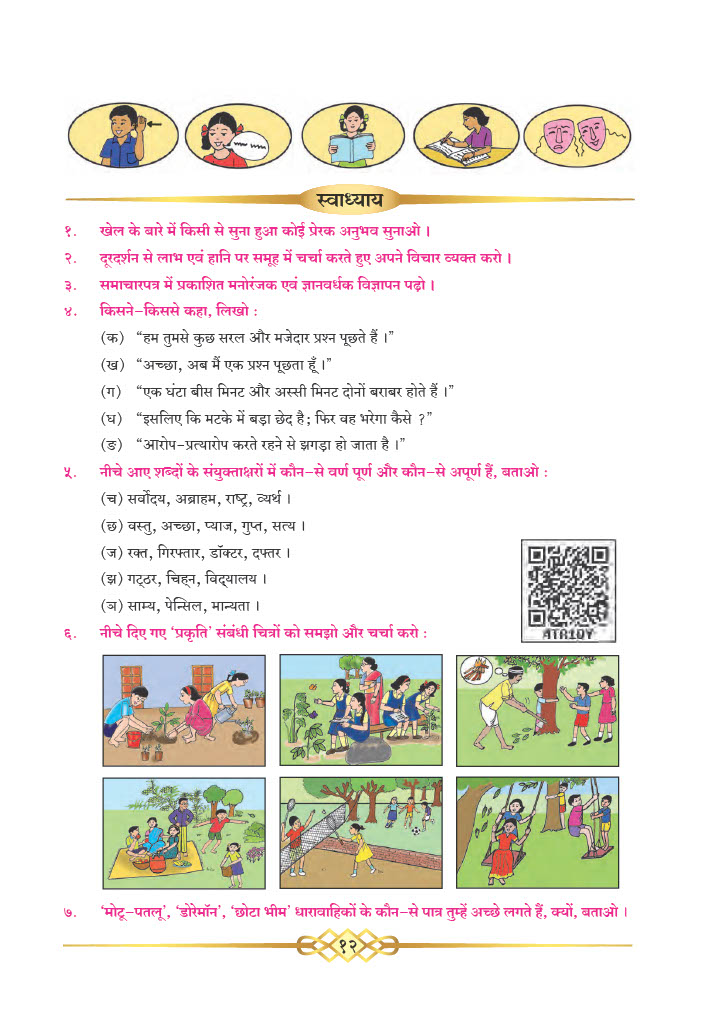 स्वाध्याय
१. खेल के बारे में किसी से सुना हुआ कोई प्रेरक अनुभव सुनाओ ।
२. दूरदर्शन से लाभ एवं हानि पर समूह में चर्चा करते हुए अपने विचार व्यक्त करो ।
३. समाचारपत्र में प्रकाशित मनोरंजक एवं ज्ञानवर्धक विज्ञापन पढ़ो ।
४. किसने-किससे कहा, लिखो :
(क) “हम तुमसे कुछ सरल और मजेदार प्रश्न पूछते हैं ।”
(ख) “अच्छा, अब मैं एक प्रश्न पूछता हूँ ।”
(ग) “एक घंटा बीस मिनट और अस्सी मिनट दोनों बराबर होते हैं ।”
(घ) “इसलिए कि मटके में बड़ा छेद है; फिर वह भरेगा कैसे ?”
(ङ) “आरोप-प्रत्यारोप करते रहने से झगड़ा हो जाता है ।”
५. नीचे आए शब्दों के संयुक्ताक्षरों में कौन-से वर्ण पूर्ण और कौन-से अपूर्ण हैं, बताओ :
(च) सर्वोदय, अब्राहम, राष्ट्र, व्यर्थ ।
(छ) वस्तु, अच्छा, प्याज, गुप्त, सत्य ।
(ज) रक्त, गिरफ्तार, डॉक्टर, दफ्तर ।
(झ) गट्‌ठर, चिह्‌न, विद्‌यालय ।
(ञ) साम्य, पेन्सिल, मान्यता ।
ATR1QY
६. नीचे दिए गए ‘प्रकृति’ संबंधी चित्रों को समझो और चर्चा करो :
७. ‘मोटू-पतलू’, ‘डोरेमॉन’, ‘छोटा भीम’ धारावाहिकों के कौन-से पात्र तुम्हें अच्छे लगते हैं, क्यों, बताओ ।
१२